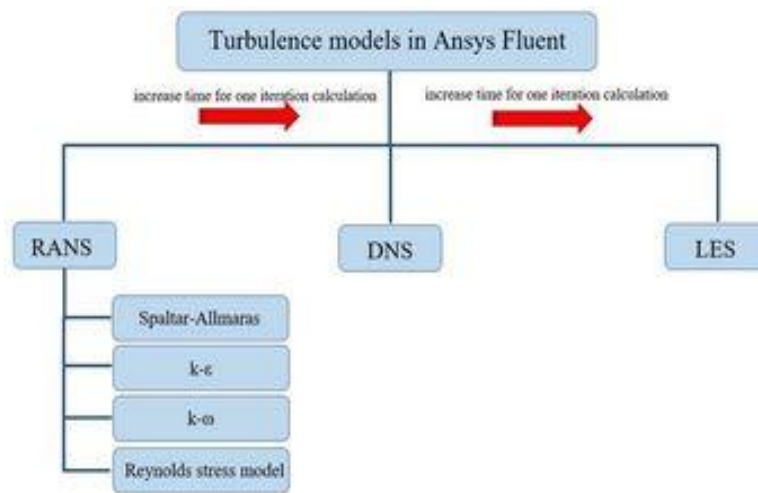 Turbulence models in Ansys Fluent
increase time for one iteration calculation
increase time for one iteration calculation
RANS
DNS
LES
Spaltar-Allmaras
k-ε
k-ω
Reynolds stress model